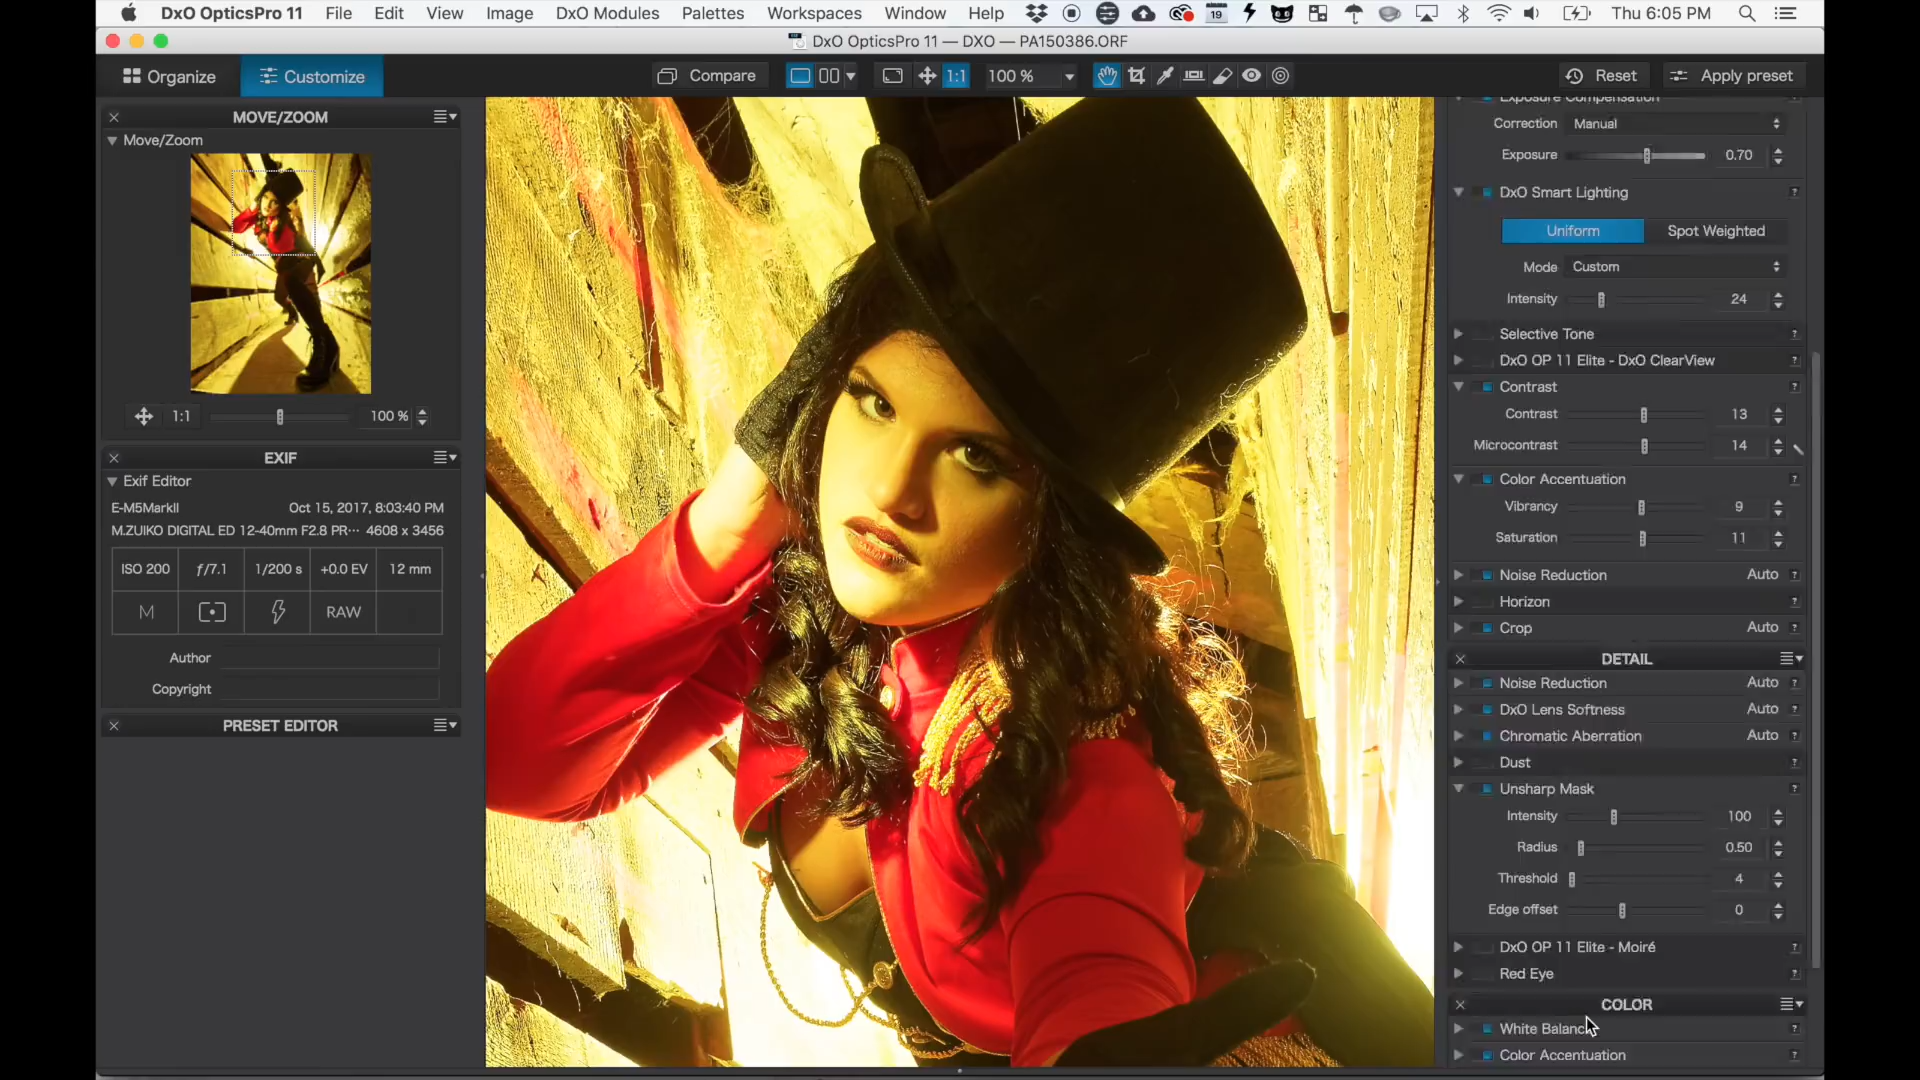 DxO OpticsPro 11 File Edit View Image DxO Modules Palettes Workspaces Window Help 19 Thu 6:05 PM
DxO OpticsPro 11 — DXO — PA150386.ORF
Organize Customize Compare 1:1 100 % Reset Apply preset
MOVE/ZOOM
Move/Zoom
1:1 100 %
EXIF
Exif Editor
E-M5MarkII Oct 15, 2017, 8:03:40 PM
M.ZUIKO DIGITAL ED 12-40mm F2.8 PR⋯ 4608 x 3456
ISO 200 ƒ/7.1 1/200 s +0.0 EV 12 mm
M RAW
Author
Copyright
PRESET EDITOR
Exposure Compensation
Correction Manual
Exposure 0.70
DxO Smart Lighting ?
Uniform Spot Weighted
Mode Custom
Intensity 24
Selective Tone ?
DxO OP 11 Elite - DxO ClearView ?
Contrast ?
Contrast 13
Microcontrast 14
Color Accentuation ?
Vibrancy 9
Saturation 11
Noise Reduction Auto ?
Horizon ?
Crop Auto ?
DETAIL
Noise Reduction Auto ?
DxO Lens Softness Auto ?
Chromatic Aberration Auto ?
Dust ?
Unsharp Mask ?
Intensity 100
Radius 0.50
Threshold 4
Edge offset 0
DxO OP 11 Elite - Moiré ?
Red Eye ?
COLOR
White Balance ?
Color Accentuation ?